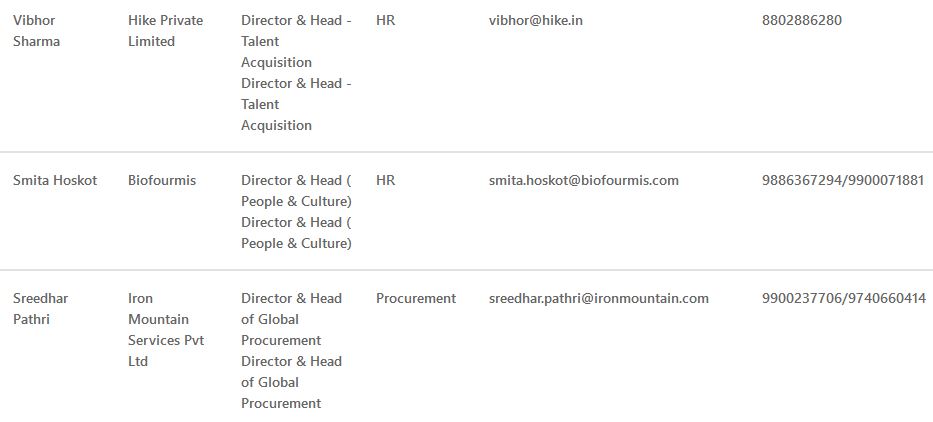 Vibhor Hike Private Director & Head - HR vibhor@hike.in 8802886280
Sharma Limited Talent
Acquisition
Director & Head -
Talent
Acquisition
Smita Hoskot Biofourmis Director & Head ( HR smita.hoskot@biofourmis.com 9886367294/9900071881
People & Culture)
Director & Head (
People & Culture)
Sreedhar Iron Director & Head Procurement sreedhar.pathri@ironmountain.com 9900237706/9740660414
Pathri Mountain of Global
Services Pvt Procurement
Ltd Director & Head
of Global
Procurement